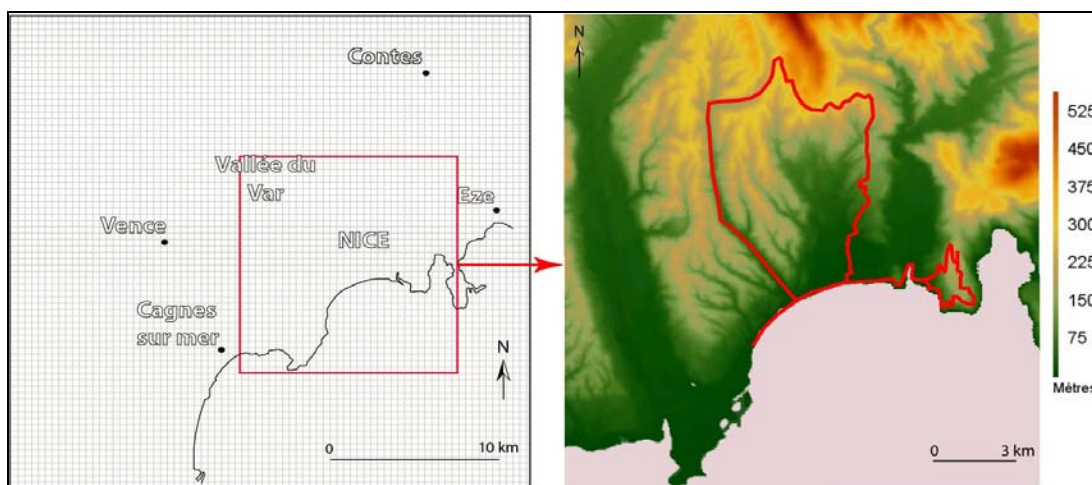 Contes
Vallée du
Var
Eze
Vence
NICE
Cagnes
sur mer
N
0 10 km
N
525
450
375
300
225
150
75
Mètres
0 3 km